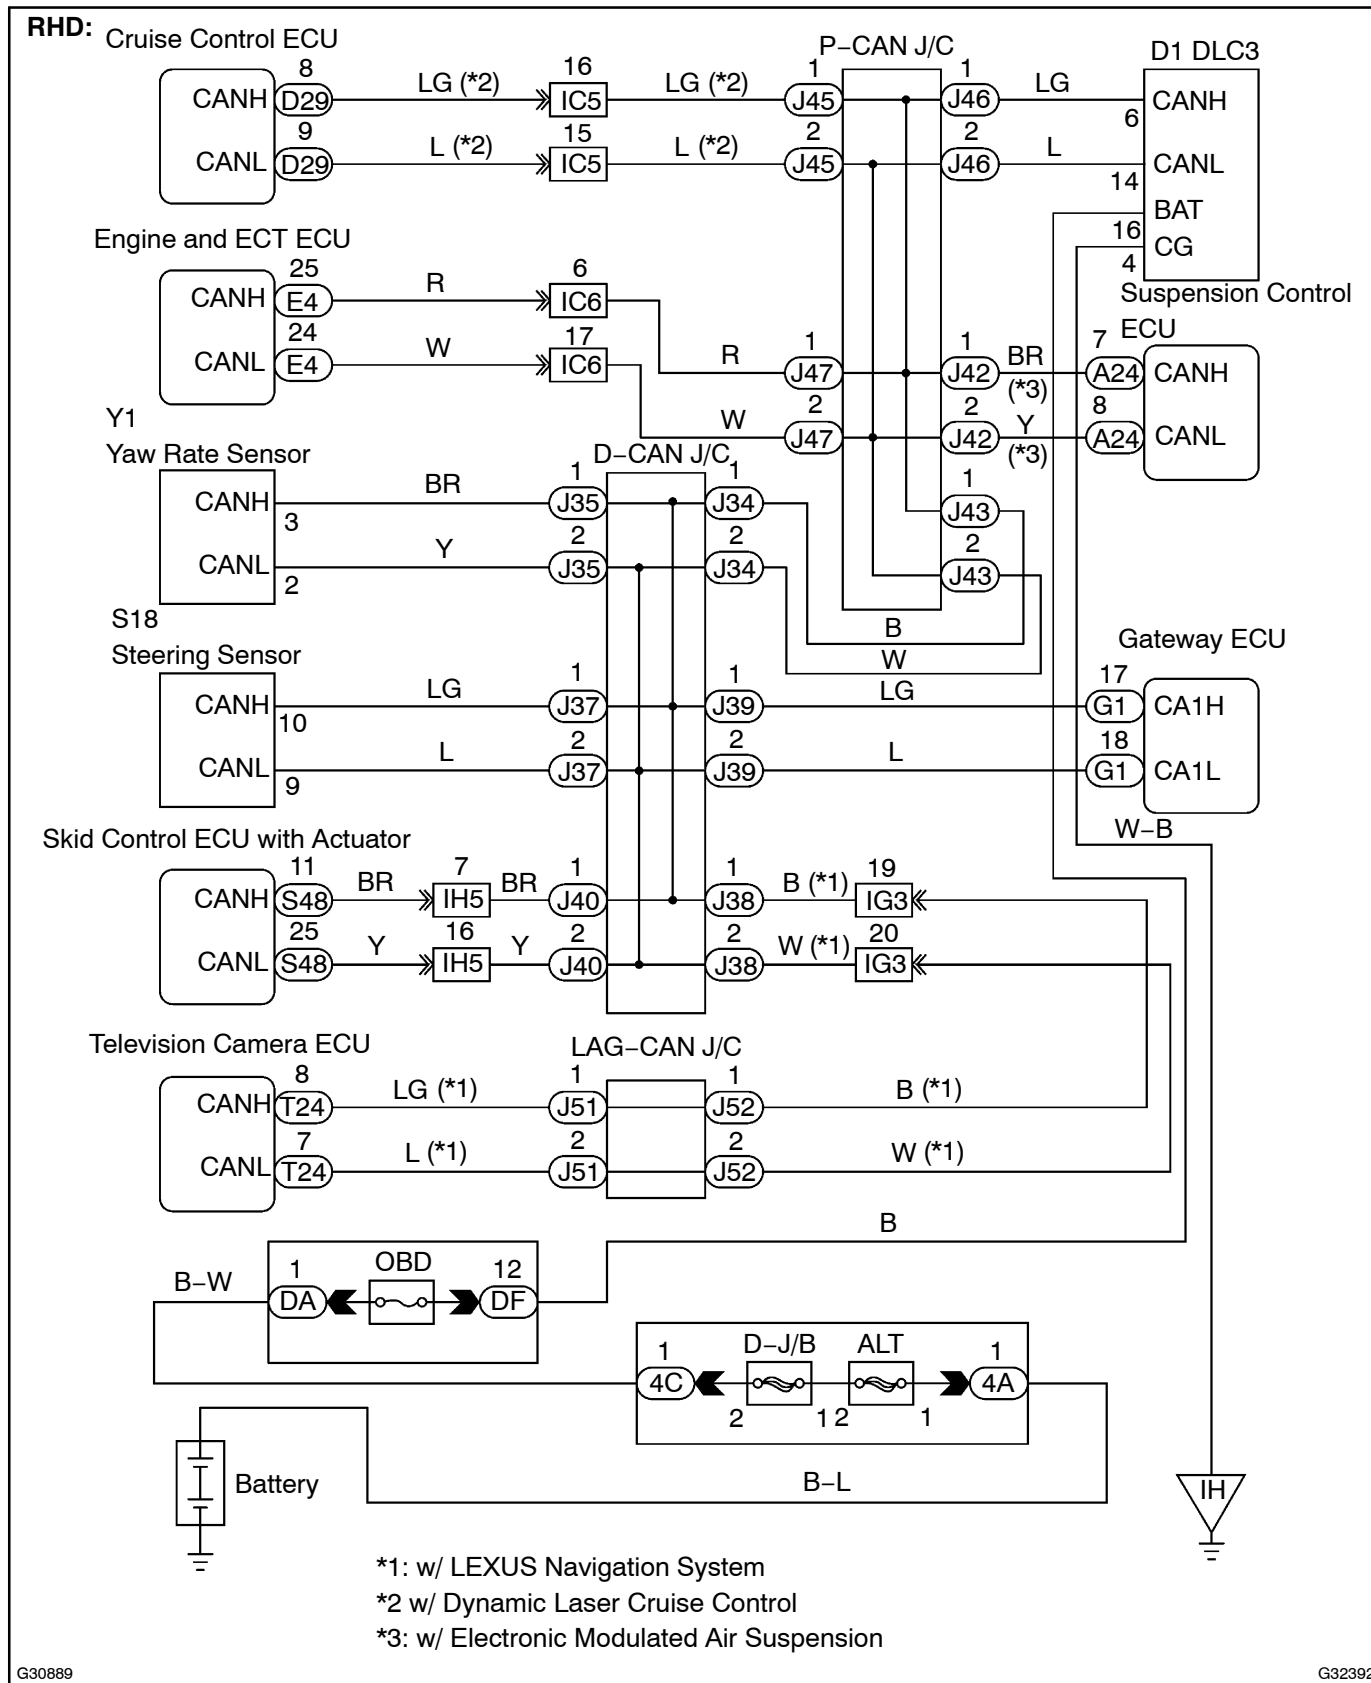 RHD:
Cruise Control ECU
P−CAN J/C
D1 DLC3
8
16
1
1
LG (*2)
LG (*2)
LG
CANH
D29
IC5
J45
J46
CANH
6
9
15
2
2
L (*2)
L (*2)
L
CANL
D29
IC5
J45
J46
CANL
14
BAT
16
CG
4
Engine and ECT ECU
25
6
R
CANH
E4
IC6
24
17
W
CANL
E4
IC6
Suspension Control
ECU
1
1
7
R
BR
J47
J42
(*3)
A24
CANH
2
2
8
W
Y
J47
J42
(*3)
A24
CANL
1
J43
2
J43
Y1
Yaw Rate Sensor
D−CAN J/C
1
1
BR
CANH
3
J35
J34
2
2
Y
CANL
2
J35
J34
B
W
S18
Steering Sensor
Gateway ECU
1
1
17
LG
LG
CANH
10
J37
J39
G1
CA1H
2
2
18
L
L
CANL
9
J37
J39
G1
CA1L
W−B
Skid Control ECU with Actuator
11
7
1
1
19
BR
BR
B (*1)
CANH
S48
IH5
J40
J38
IG3
25
16
2
2
20
Y
Y
W (*1)
CANL
S48
IH5
J40
J38
IG3
Television Camera ECU
LAG−CAN J/C
8
1
1
LG (*1)
B (*1)
CANH
T24
J51
J52
7
2
2
L (*1)
W (*1)
CANL
T24
J51
J52
B
1
OBD
12
B−W
DA
DF
1
D−J/B
ALT
1
4C
4A
2
1
2
1
Battery
B−L
IH
*1: w/ LEXUS Navigation System
*2 w/ Dynamic Laser Cruise Control
*3: w/ Electronic Modulated Air Suspension
G30889
G32392